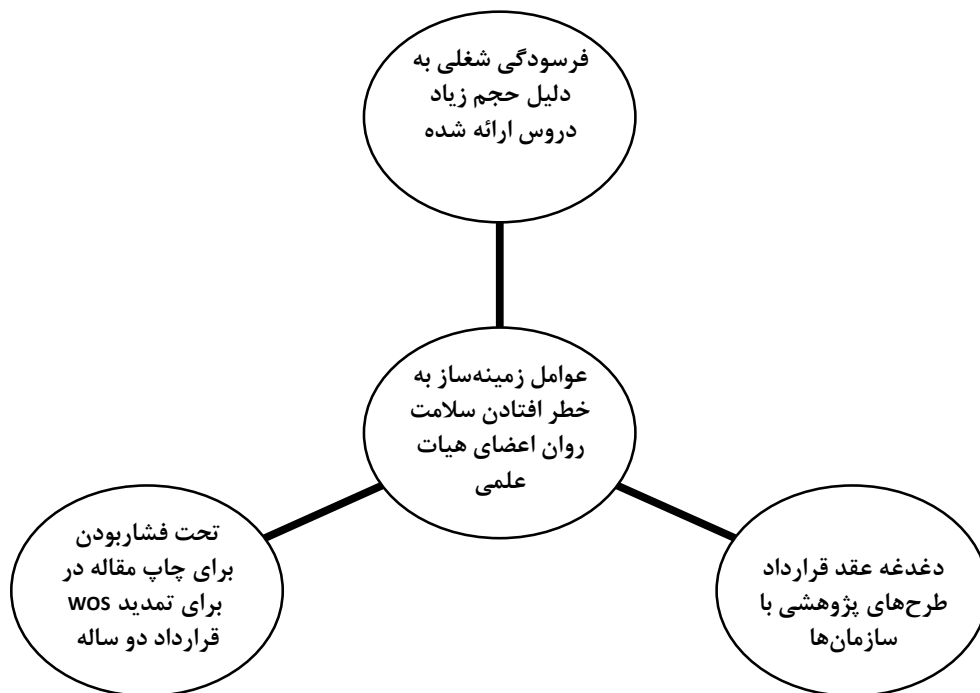 فرسودگی شغلی به
دلیل حجم زیاد
دروس ارائه شده
عوامل زمینه‌ساز به
خطر افتادن سلامت
روان اعضای هیات
علمی
دغدغه عقد قرارداد
طرح‌های پژوهشی با
سازمان‌ها
تحت فشاربودن
برای چاپ مقاله در
wos برای تمدید
قرارداد دو ساله